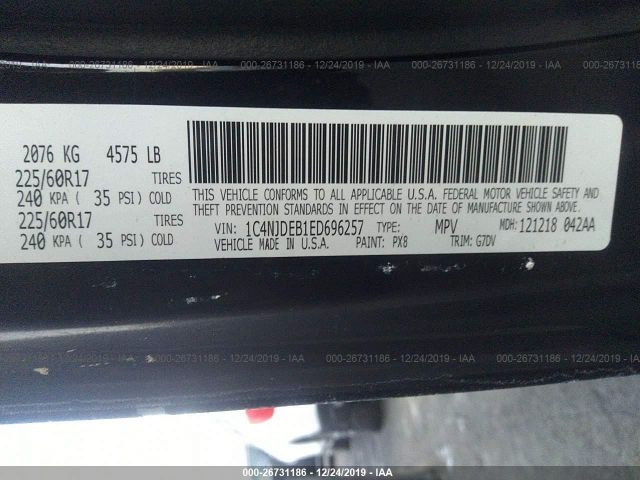 000-26731186 • 12/24/2019 - IAA
000-26731186 • 12/24/2019 - IAA
000-26731186 • 12/24/2019 - IAA
2076 KG 4575 LB
225/60R17 TIRES
240 KPA ( 35 PSI) COLD
225/60R17 TIRES
240 KPA ( 35 PSI) COLD
THIS VEHICLE CONFORMS TO ALL APPLICABLE U.S.A. FEDERAL MOTOR VEHICLE SAFETY AND
THEFT PREVENTION STANDARDS IN EFFECT ON THE DATE OF MANUFACTURE SHOWN ABOVE.
VIN: 1C4NJDEB1ED696257 TYPE: MPV MDH: 121218 042AA
VEHICLE MADE IN U.S.A. PAINT: PX8 TRIM: G7DV
000-26731186 • 12/24/2019 - IAA
000-26731186 • 12/24/2019 - IAA
000-26731186 • 12/24/2019 - IAA
000-26731186 • 12/24/2019 - IAA